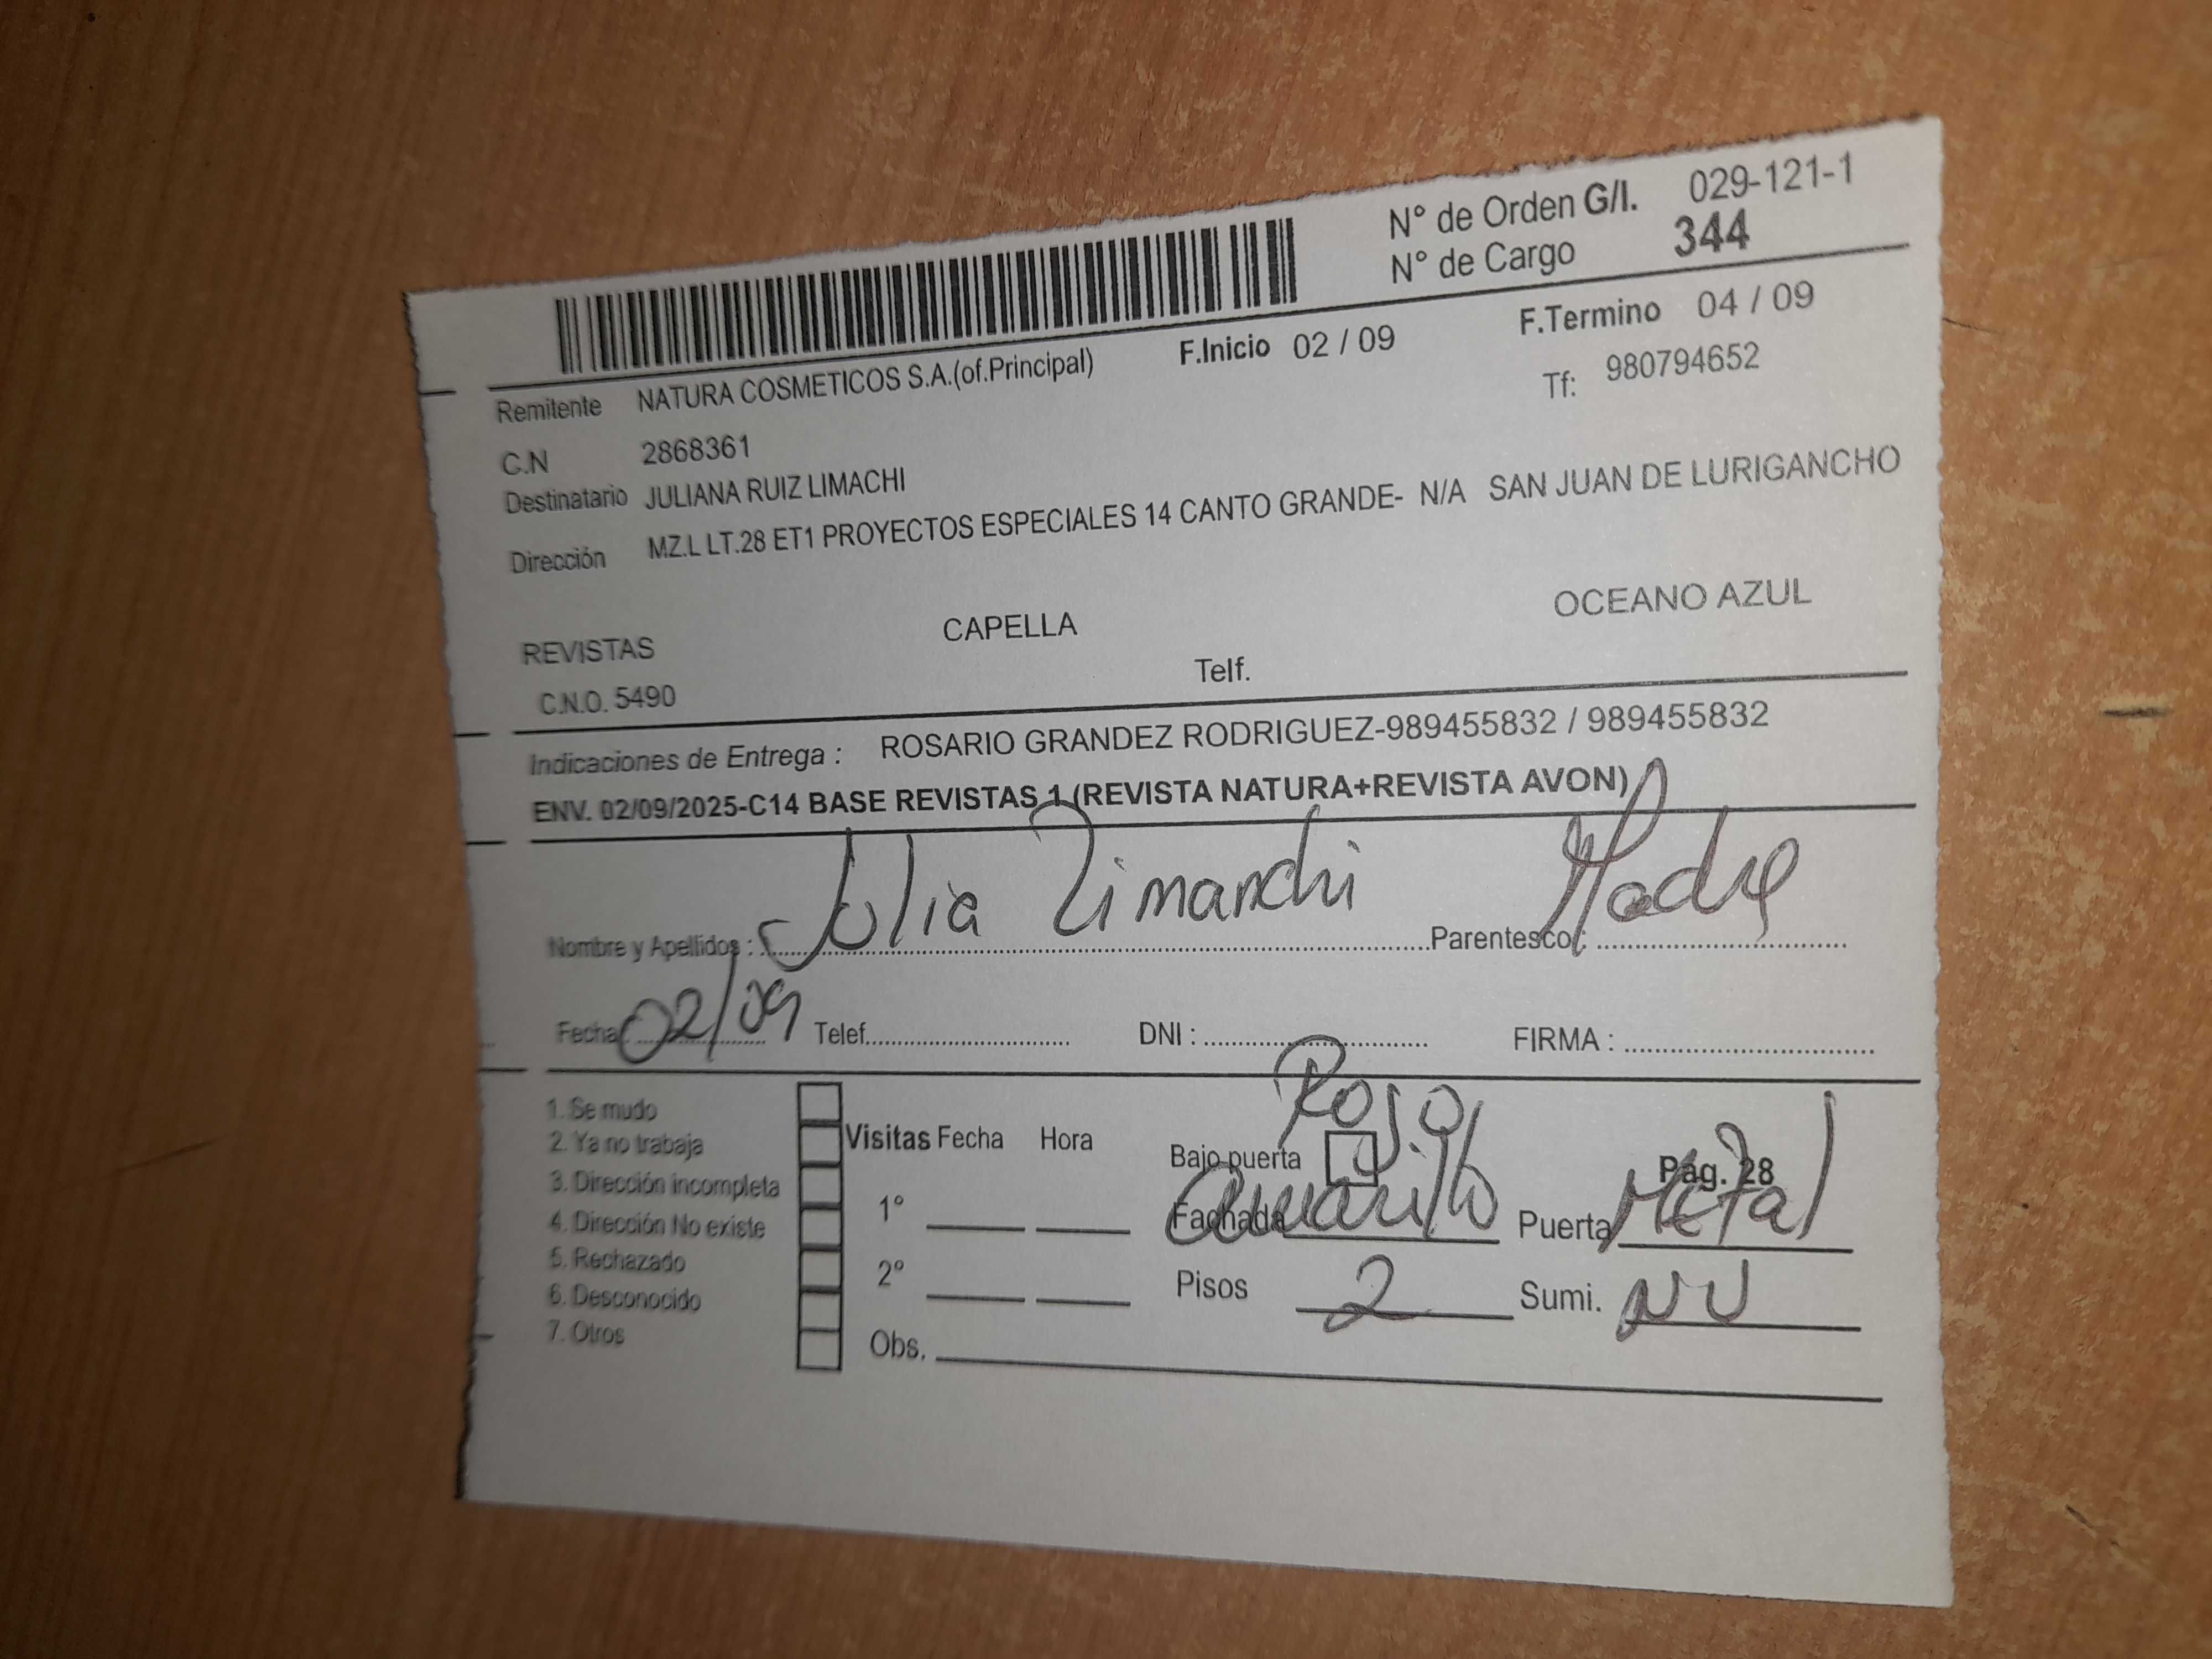 N° de Orden G/I. 029-121-1
N° de Cargo 344
F.Inicio 02 / 09 F.Termino 04 / 09
Remitente NATURA COSMETICOS S.A.(of.Principal) Tf: 980794652
C.N 2868361
Destinatario JULIANA RUIZ LIMACHI
Dirección MZ.L LT.28 ET1 PROYECTOS ESPECIALES 14 CANTO GRANDE- N/A SAN JUAN DE LURIGANCHO
REVISTAS CAPELLA OCEANO AZUL
C.N.O. 5490 Telf.
Indicaciones de Entrega : ROSARIO GRANDEZ RODRIGUEZ-989455832 / 989455832
ENV. 02/09/2025-C14 BASE REVISTAS 1 (REVISTA NATURA+REVISTA AVON)
Nombre y Apellidos : Julia Limanchi Parentesco : Madre
Fecha : 02/09 Telef. DNI : FIRMA :
1. Se mudo
2. Ya no trabaja
3. Dirección incompleta
4. Dirección No existe
5. Rechazado
6. Desconocido
7. Otros
Visitas Fecha Hora
1°
2°
Obs.
Rojo
Bajo puerta Pág. 28
Fachada Amarillo Puerta Metal
Pisos 2 Sumi. NV